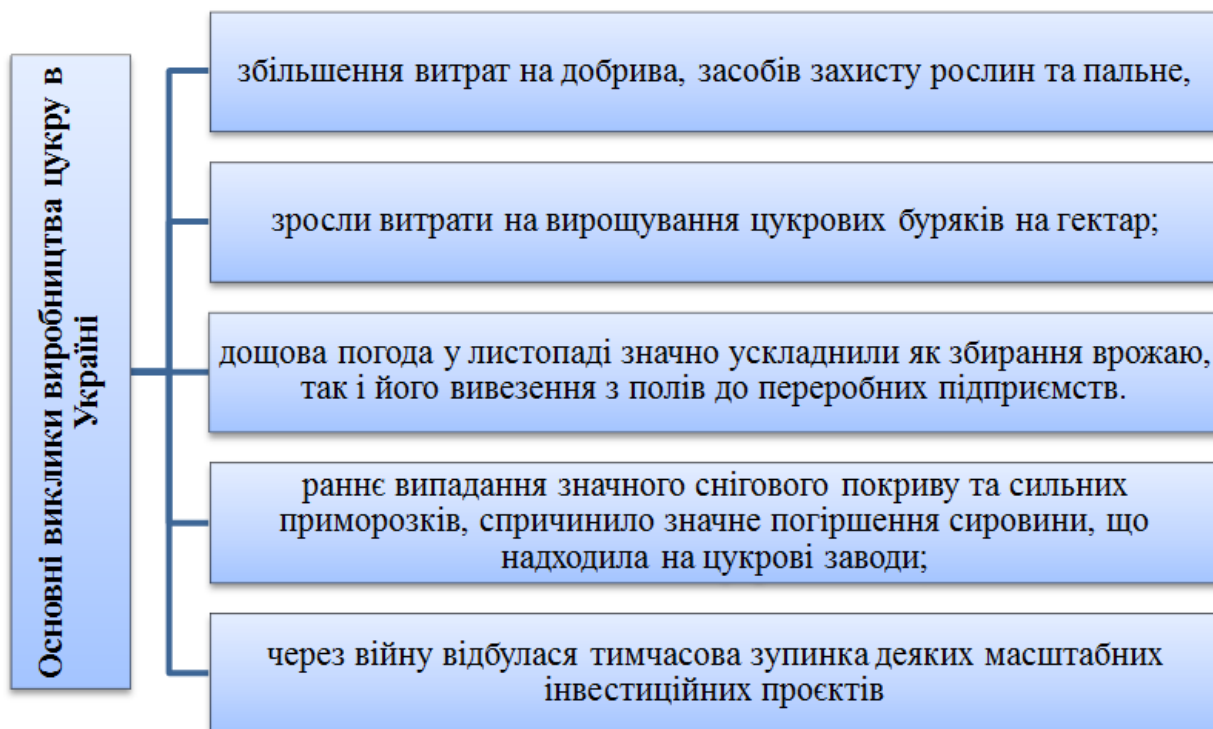 Основні виклики виробництва цукру в
Україні
збільшення витрат на добрива, засобів захисту рослин та пальне,
зросли витрати на вирощування цукрових буряків на гектар;
дощова погода у листопаді значно ускладнили як збирання врожаю,
так і його вивезення з полів до переробних підприємств.
раннє випадання значного снігового покриву та сильних
приморозків, спричинило значне погіршення сировини, що
надходила на цукрові заводи;
через війну відбулася тимчасова зупинка деяких масштабних
інвестиційних проєктів